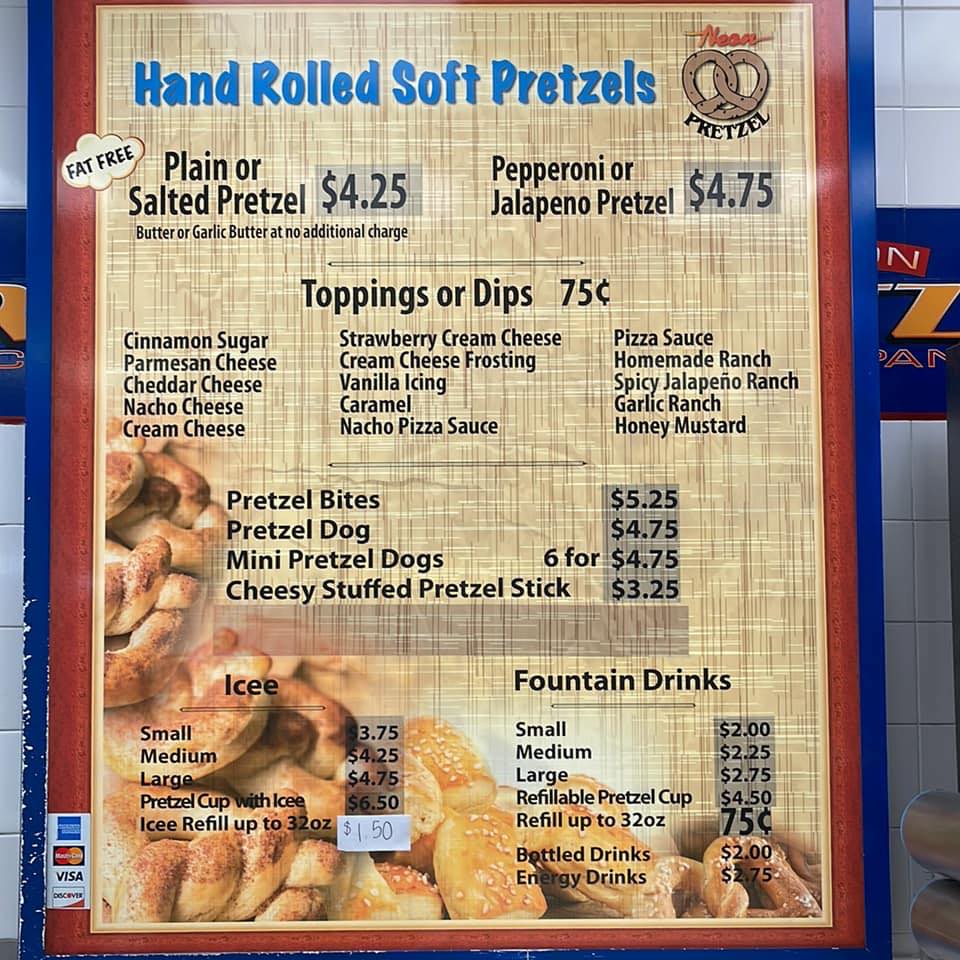 Neon
PRETZEL
Hand Rolled Soft Pretzels
FAT FREE
Plain or
Salted Pretzel $4.25
Butter or Garlic Butter at no additional charge
Pepperoni or
Jalapeno Pretzel $4.75
Toppings or Dips 75¢
Cinnamon Sugar
Parmesan Cheese
Cheddar Cheese
Nacho Cheese
Cream Cheese
Strawberry Cream Cheese
Cream Cheese Frosting
Vanilla Icing
Caramel
Nacho Pizza Sauce
Pizza Sauce
Homemade Ranch
Spicy Jalapeño Ranch
Garlic Ranch
Honey Mustard
Pretzel Bites $5.25
Pretzel Dog $4.75
Mini Pretzel Dogs 6 for $4.75
Cheesy Stuffed Pretzel Stick $3.25
Icee
Small $3.75
Medium $4.25
Large $4.75
Pretzel Cup with Icee $6.50
Icee Refill up to 32oz $1.50
Fountain Drinks
Small $2.00
Medium $2.25
Large $2.75
Refillable Pretzel Cup $4.50
Refill up to 32oz 75¢
Bottled Drinks $2.00
Energy Drinks $2.75
MasterCard
VISA
DISCOVER